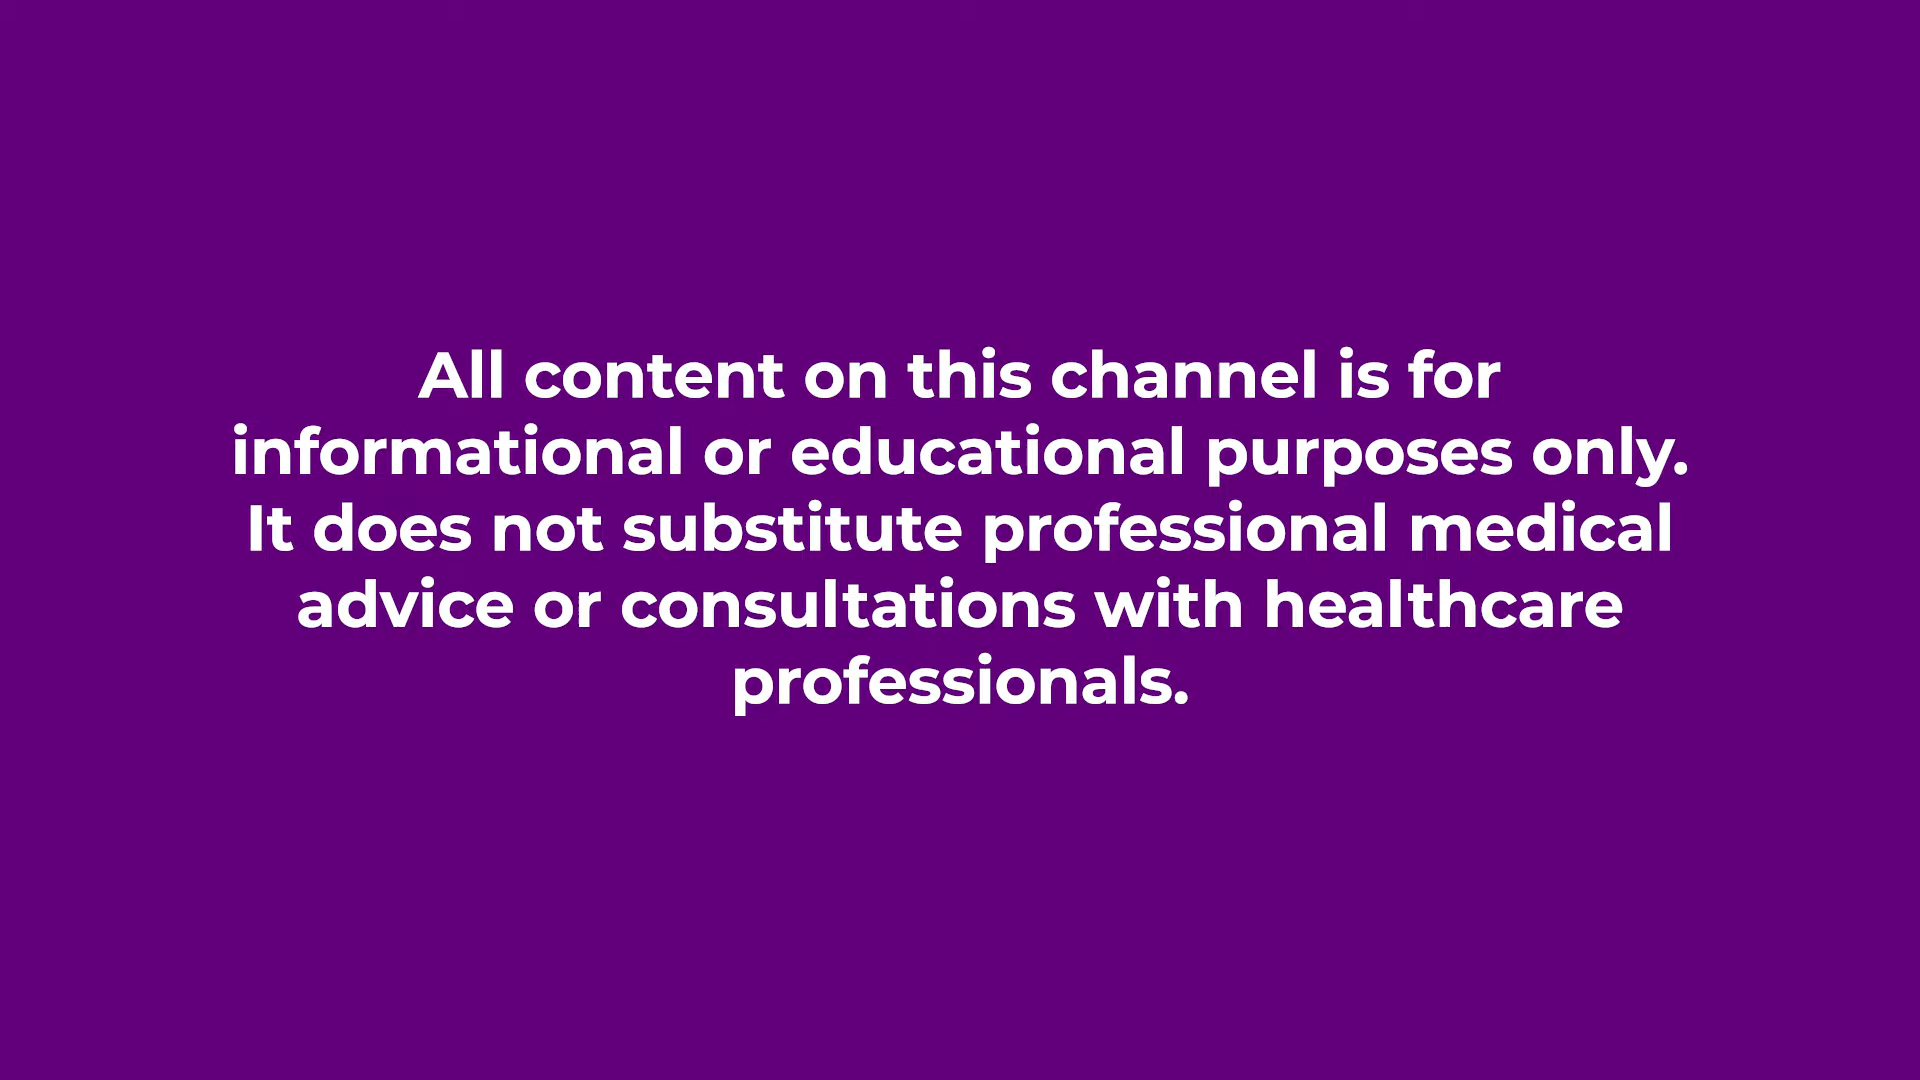 All content on this channel is for
informational or educational purposes only.
It does not substitute professional medical
advice or consultations with healthcare
professionals.